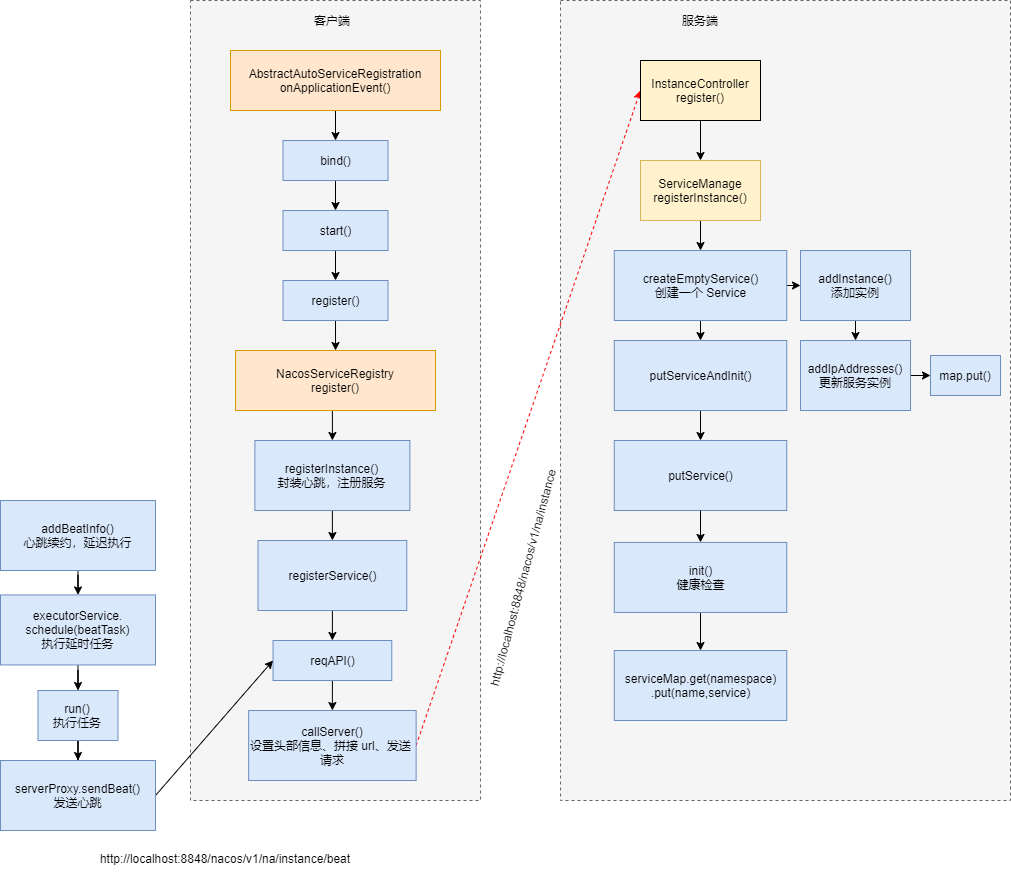 客户端
AbstractAutoServiceRegistration
onApplicationEvent()
bind()
start()
register()
NacosServiceRegistry
register()
registerInstance()
封装心跳，注册服务
registerService()
reqAPI()
callServer()
设置头部信息、拼接 url、发送
请求
addBeatInfo()
心跳续约，延迟执行
executorService.
schedule(beatTask)
执行延时任务
run()
执行任务
serverProxy.sendBeat()
发送心跳
http://localhost:8848/nacos/v1/na/instance/beat
http://localhost:8848/nacos/v1/na/instance
服务端
InstanceController
register()
ServiceManage
registerInstance()
createEmptyService()
创建一个 Service
addInstance()
添加实例
putServiceAndInit()
addIpAddresses()
更新服务实例
map.put()
putService()
init()
健康检查
serviceMap.get(namespace)
.put(name,service)